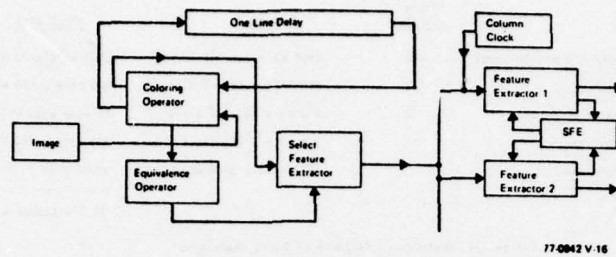 One Line Delay
Column
Clock
Coloring
Operator
Feature
Extractor 1
Image
SFE
Select
Feature
Extractor
Equivalence
Operator
Feature
Extractor 2
77-0842 V-16